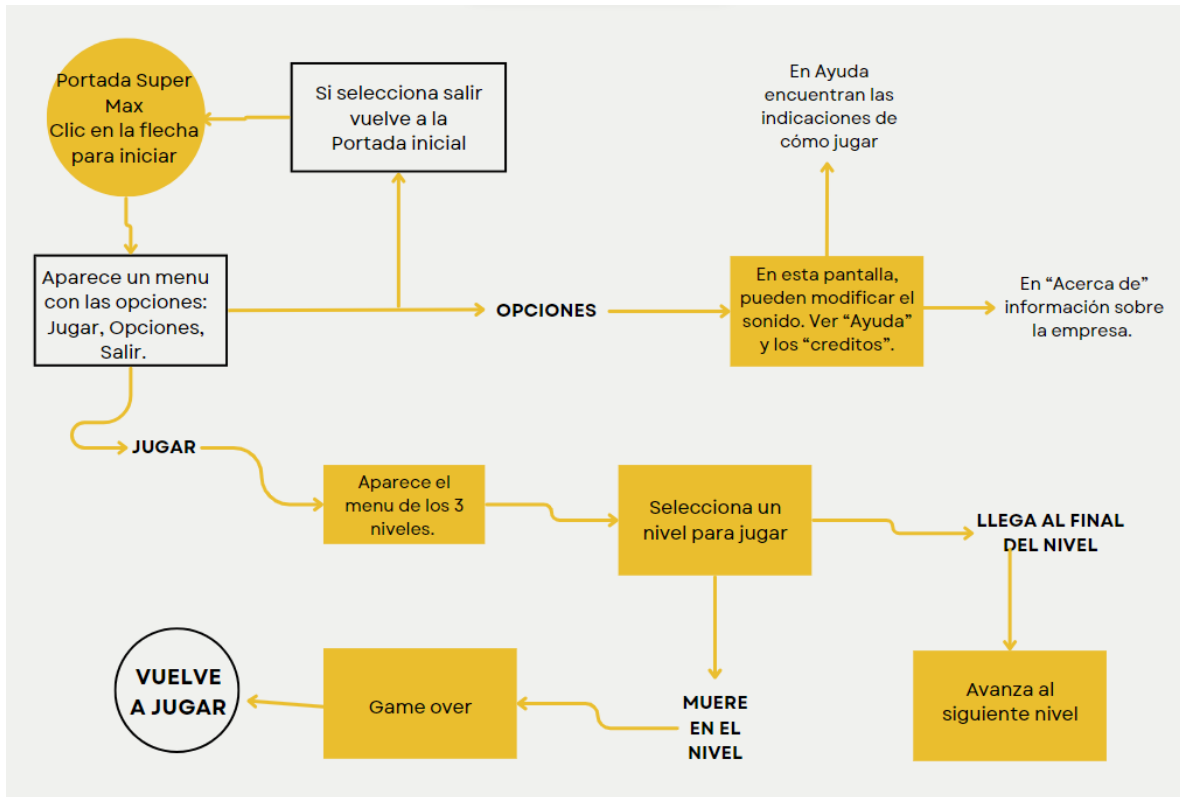 Portada Super
Max
Clic en la flecha
para iniciar
Si selecciona salir
vuelve a la
Portada inicial
En Ayuda
encuentran las
indicaciones de
cómo jugar
Aparece un menu
con las opciones:
Jugar, Opciones,
Salir.
OPCIONES
En esta pantalla,
pueden modificar el
sonido. Ver “Ayuda”
y los “creditos”.
En “Acerca de”
información sobre
la empresa.
JUGAR
Aparece el
menu de los 3
niveles.
Selecciona un
nivel para jugar
LLEGA AL FINAL
DEL NIVEL
VUELVE
A JUGAR
Game over
MUERE
EN EL
NIVEL
Avanza al
siguiente nivel